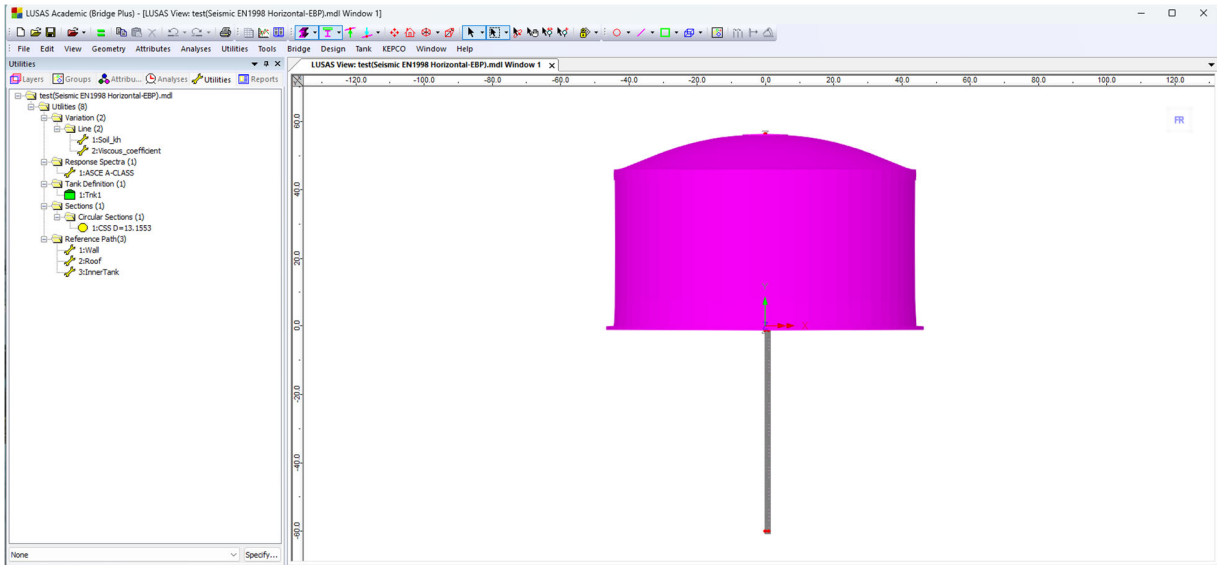 LUSAS Academic (Bridge Plus) - [LUSAS View: test(Seismic EN1998 Horizontal-EBP).mdl Window 1]
File Edit View Geometry Attributes Analyses Utilities Tools Bridge Design Tank KEPCO Window Help
Utilities
LUSAS View: test(Seismic EN1998 Horizontal-EBP).mdl Window 1 x
Layers Groups Attribu... Analyses Utilities Reports
-120.0 -100.0 -80.0 -60.0 -40.0 -20.0 0.0 20.0 40.0 60.0 80.0 100.0 120.0
test(Seismic EN1998 Horizontal-EBP).mdl
Utilities (8)
Variation (2)
Line (2)
1:Soil_kh
2:Viscous_coefficient
Response Spectra (1)
1:ASCE A-CLASS
Tank Definition (1)
1:Tnk1
Sections (1)
Circular Sections (1)
1:CSS D=13.1553
Reference Path(3)
1:Wall
2:Roof
3:InnerTank
60.0
40.0
20.0
0.0
-20.0
-40.0
-60.0
FR
Y
Z
X
None
Specify...